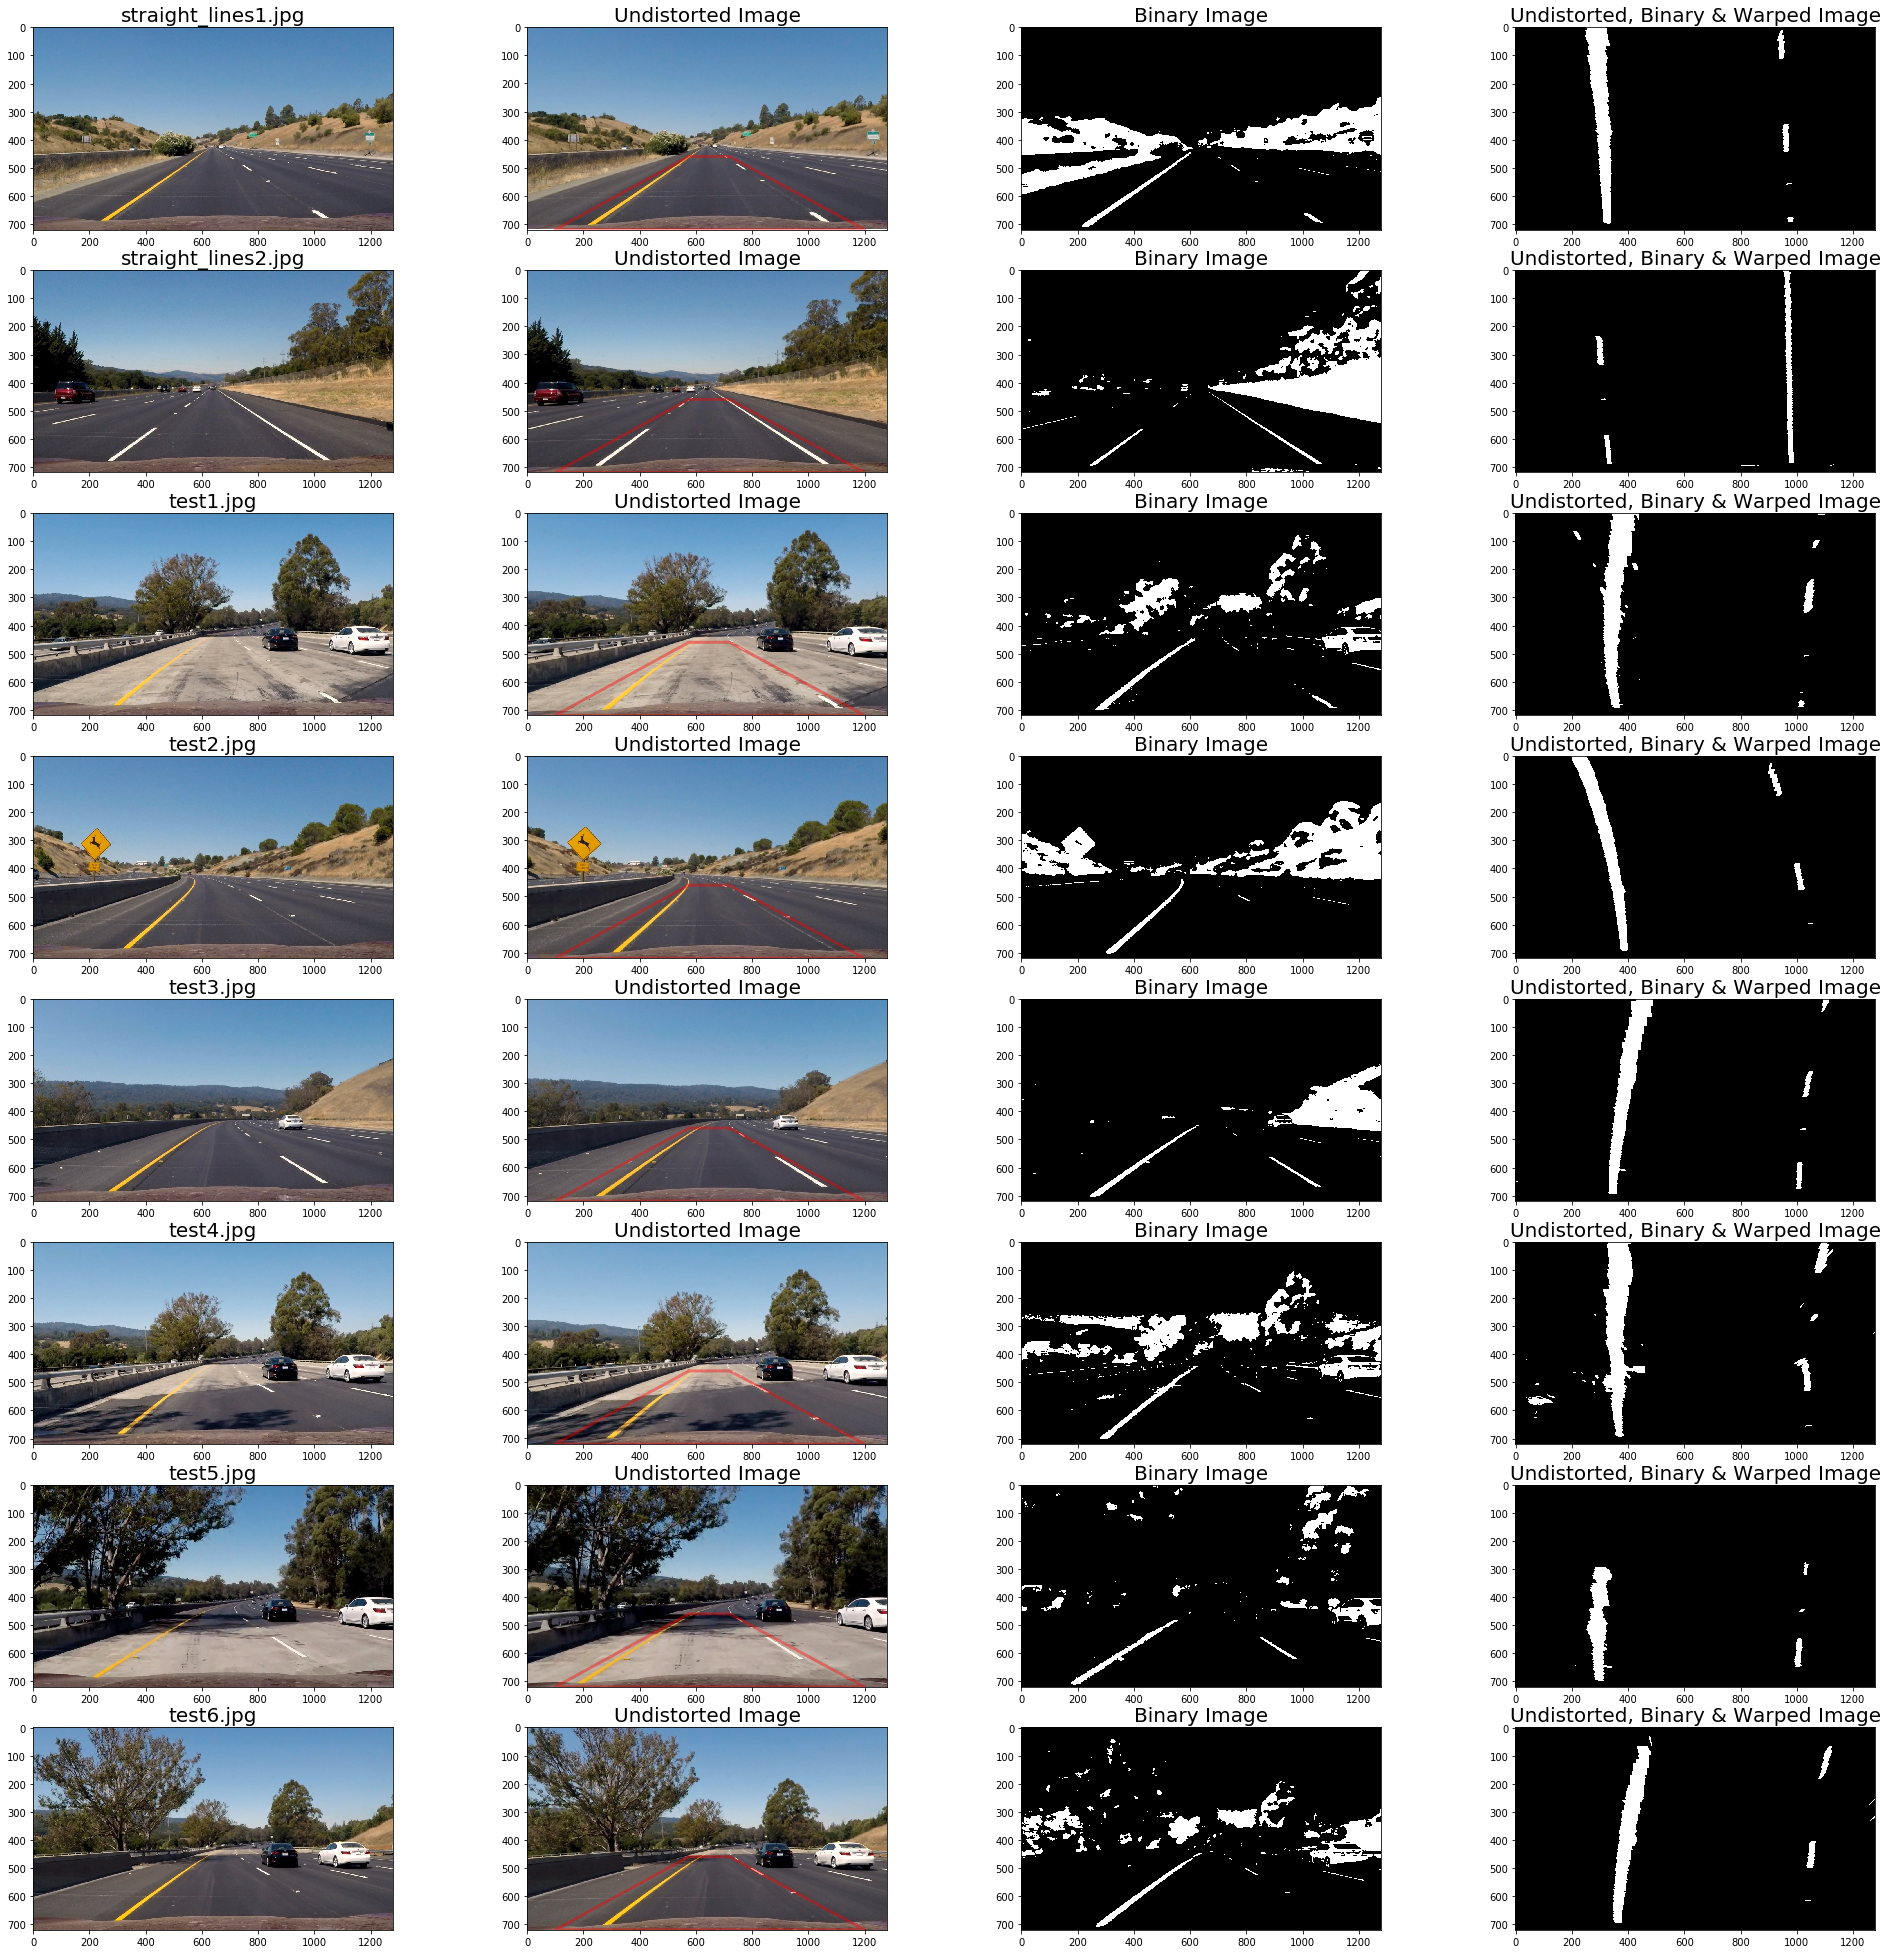 straight_lines1.jpg Undistorted Image Binary Image Undistorted, Binary & Warped Image
0 0 0 0
100 100 100 100
200 200 200 200
300 300 300 300
400 400 400 400
500 500 500 500
600 600 600 600
700 700 700 700
0 200 400 600 800 1000 1200 0 200 400 600 800 1000 1200 0 200 400 600 800 1000 1200 0 200 400 600 800 1000 1200
straight_lines2.jpg Undistorted Image Binary Image Undistorted, Binary & Warped Image
0 0 0 0
100 100 100 100
200 200 200 200
300 300 300 300
400 400 400 400
500 500 500 500
600 600 600 600
700 700 700 700
0 200 400 600 800 1000 1200 0 200 400 600 800 1000 1200 0 200 400 600 800 1000 1200 0 200 400 600 800 1000 1200
test1.jpg Undistorted Image Binary Image Undistorted, Binary & Warped Image
0 0 0 0
100 100 100 100
200 200 200 200
300 300 300 300
400 400 400 400
500 500 500 500
600 600 600 600
700 700 700 700
0 200 400 600 800 1000 1200 0 200 400 600 800 1000 1200 0 200 400 600 800 1000 1200 0 200 400 600 800 1000 1200
test2.jpg Undistorted Image Binary Image Undistorted, Binary & Warped Image
0 0 0 0
100 100 100 100
200 200 200 200
300 300 300 300
400 400 400 400
500 500 500 500
600 600 600 600
700 700 700 700
0 200 400 600 800 1000 1200 0 200 400 600 800 1000 1200 0 200 400 600 800 1000 1200 0 200 400 600 800 1000 1200
test3.jpg Undistorted Image Binary Image Undistorted, Binary & Warped Image
0 0 0 0
100 100 100 100
200 200 200 200
300 300 300 300
400 400 400 400
500 500 500 500
600 600 600 600
700 700 700 700
0 200 400 600 800 1000 1200 0 200 400 600 800 1000 1200 0 200 400 600 800 1000 1200 0 200 400 600 800 1000 1200
test4.jpg Undistorted Image Binary Image Undistorted, Binary & Warped Image
0 0 0 0
100 100 100 100
200 200 200 200
300 300 300 300
400 400 400 400
500 500 500 500
600 600 600 600
700 700 700 700
0 200 400 600 800 1000 1200 0 200 400 600 800 1000 1200 0 200 400 600 800 1000 1200 0 200 400 600 800 1000 1200
test5.jpg Undistorted Image Binary Image Undistorted, Binary & Warped Image
0 0 0 0
100 100 100 100
200 200 200 200
300 300 300 300
400 400 400 400
500 500 500 500
600 600 600 600
700 700 700 700
0 200 400 600 800 1000 1200 0 200 400 600 800 1000 1200 0 200 400 600 800 1000 1200 0 200 400 600 800 1000 1200
test6.jpg Undistorted Image Binary Image Undistorted, Binary & Warped Image
0 0 0 0
100 100 100 100
200 200 200 200
300 300 300 300
400 400 400 400
500 500 500 500
600 600 600 600
700 700 700 700
0 200 400 600 800 1000 1200 0 200 400 600 800 1000 1200 0 200 400 600 800 1000 1200 0 200 400 600 800 1000 1200